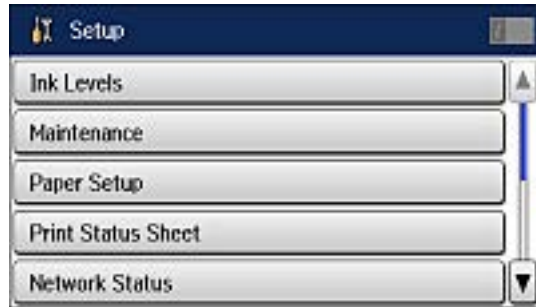 Setup
Ink Levels
Maintenance
Paper Setup
Print Status Sheet
Network Status